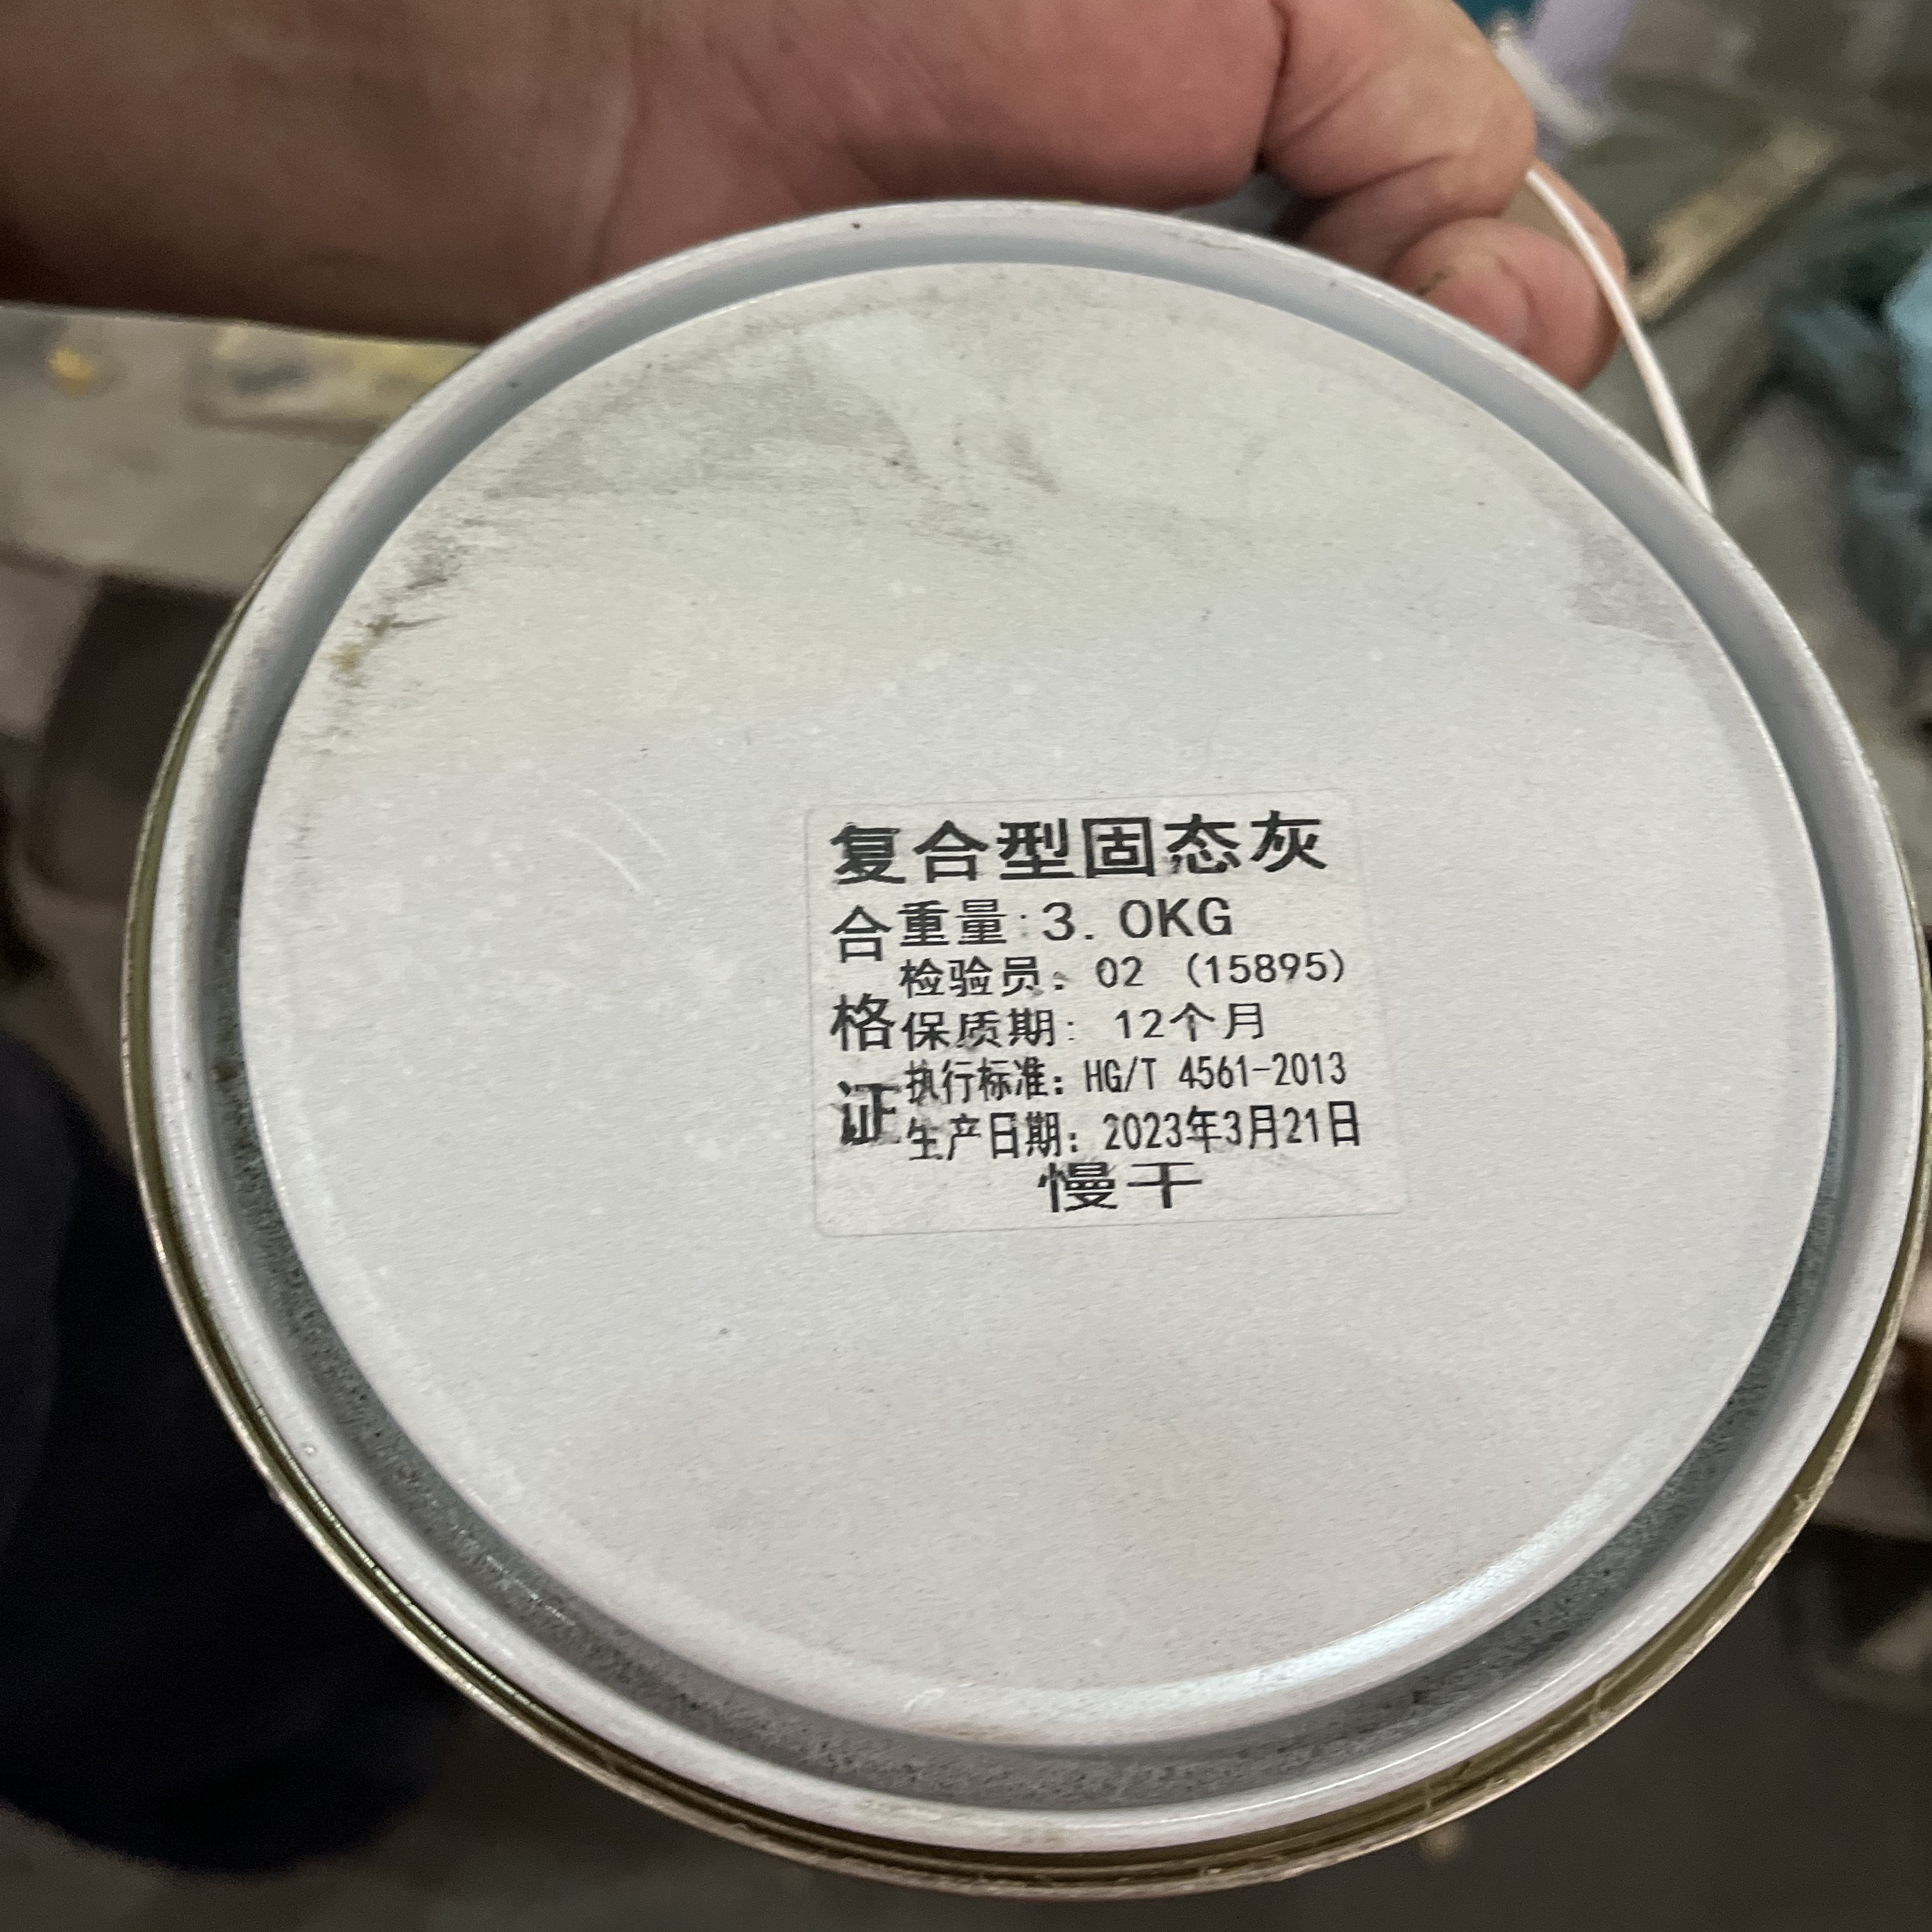 复合型固态灰
合格证
重量:3.0KG
检验员：02 (15895)
保质期： 12个月
执行标准：HG/T 4561-2013
生产日期：2023年3月21日
慢干